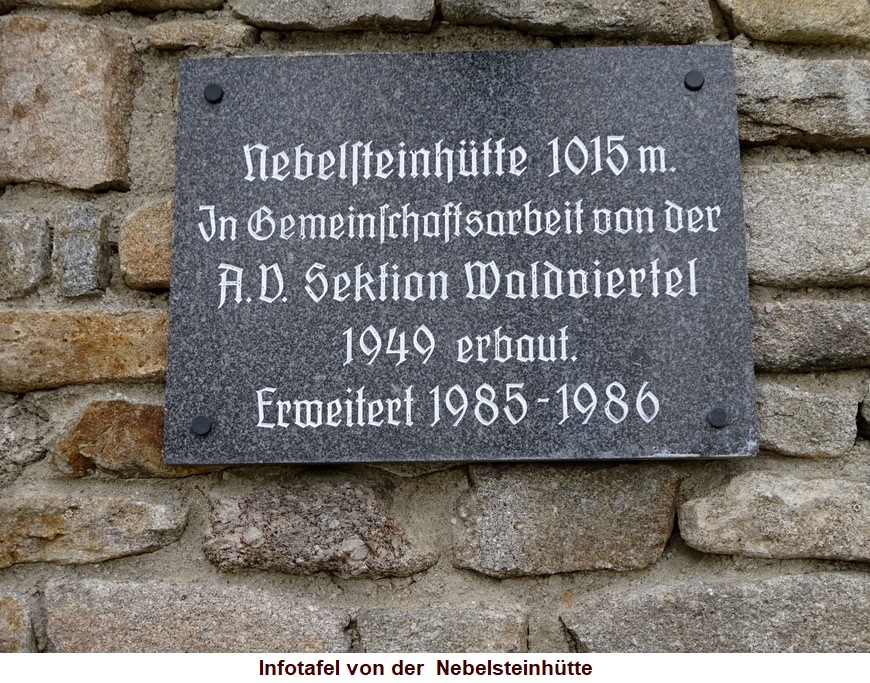 Nebelsteinhütte 1015 m.
In Gemeinschaftsarbeit von der
A.V. Sektion Waldviertel
1949 erbaut.
Erweitert 1985-1986
Infotafel von der Nebelsteinhütte